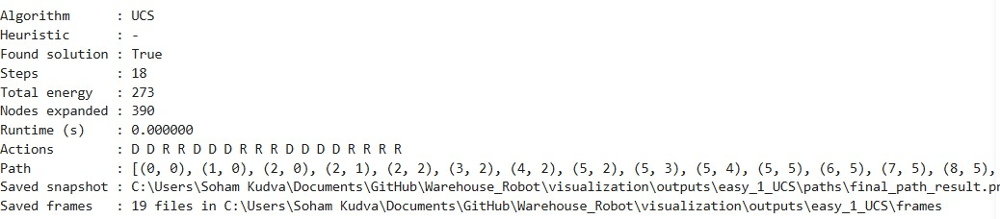 Algorithm      : UCS
Heuristic      : -
Found solution : True
Steps          : 18
Total energy   : 273
Nodes expanded : 390
Runtime (s)    : 0.000000
Actions        : D D R R D D D R R R D D D D R R R R
Path           : [(0, 0), (1, 0), (2, 0), (2, 1), (2, 2), (3, 2), (4, 2), (5, 2), (5, 3), (5, 4), (5, 5), (6, 5), (7, 5), (8, 5),
Saved snapshot : C:\Users\Soham Kudva\Documents\GitHub\Warehouse_Robot\visualization\outputs\easy_1_UCS\paths\final_path_result.pn
Saved frames   : 19 files in C:\Users\Soham Kudva\Documents\GitHub\Warehouse_Robot\visualization\outputs\easy_1_UCS\frames